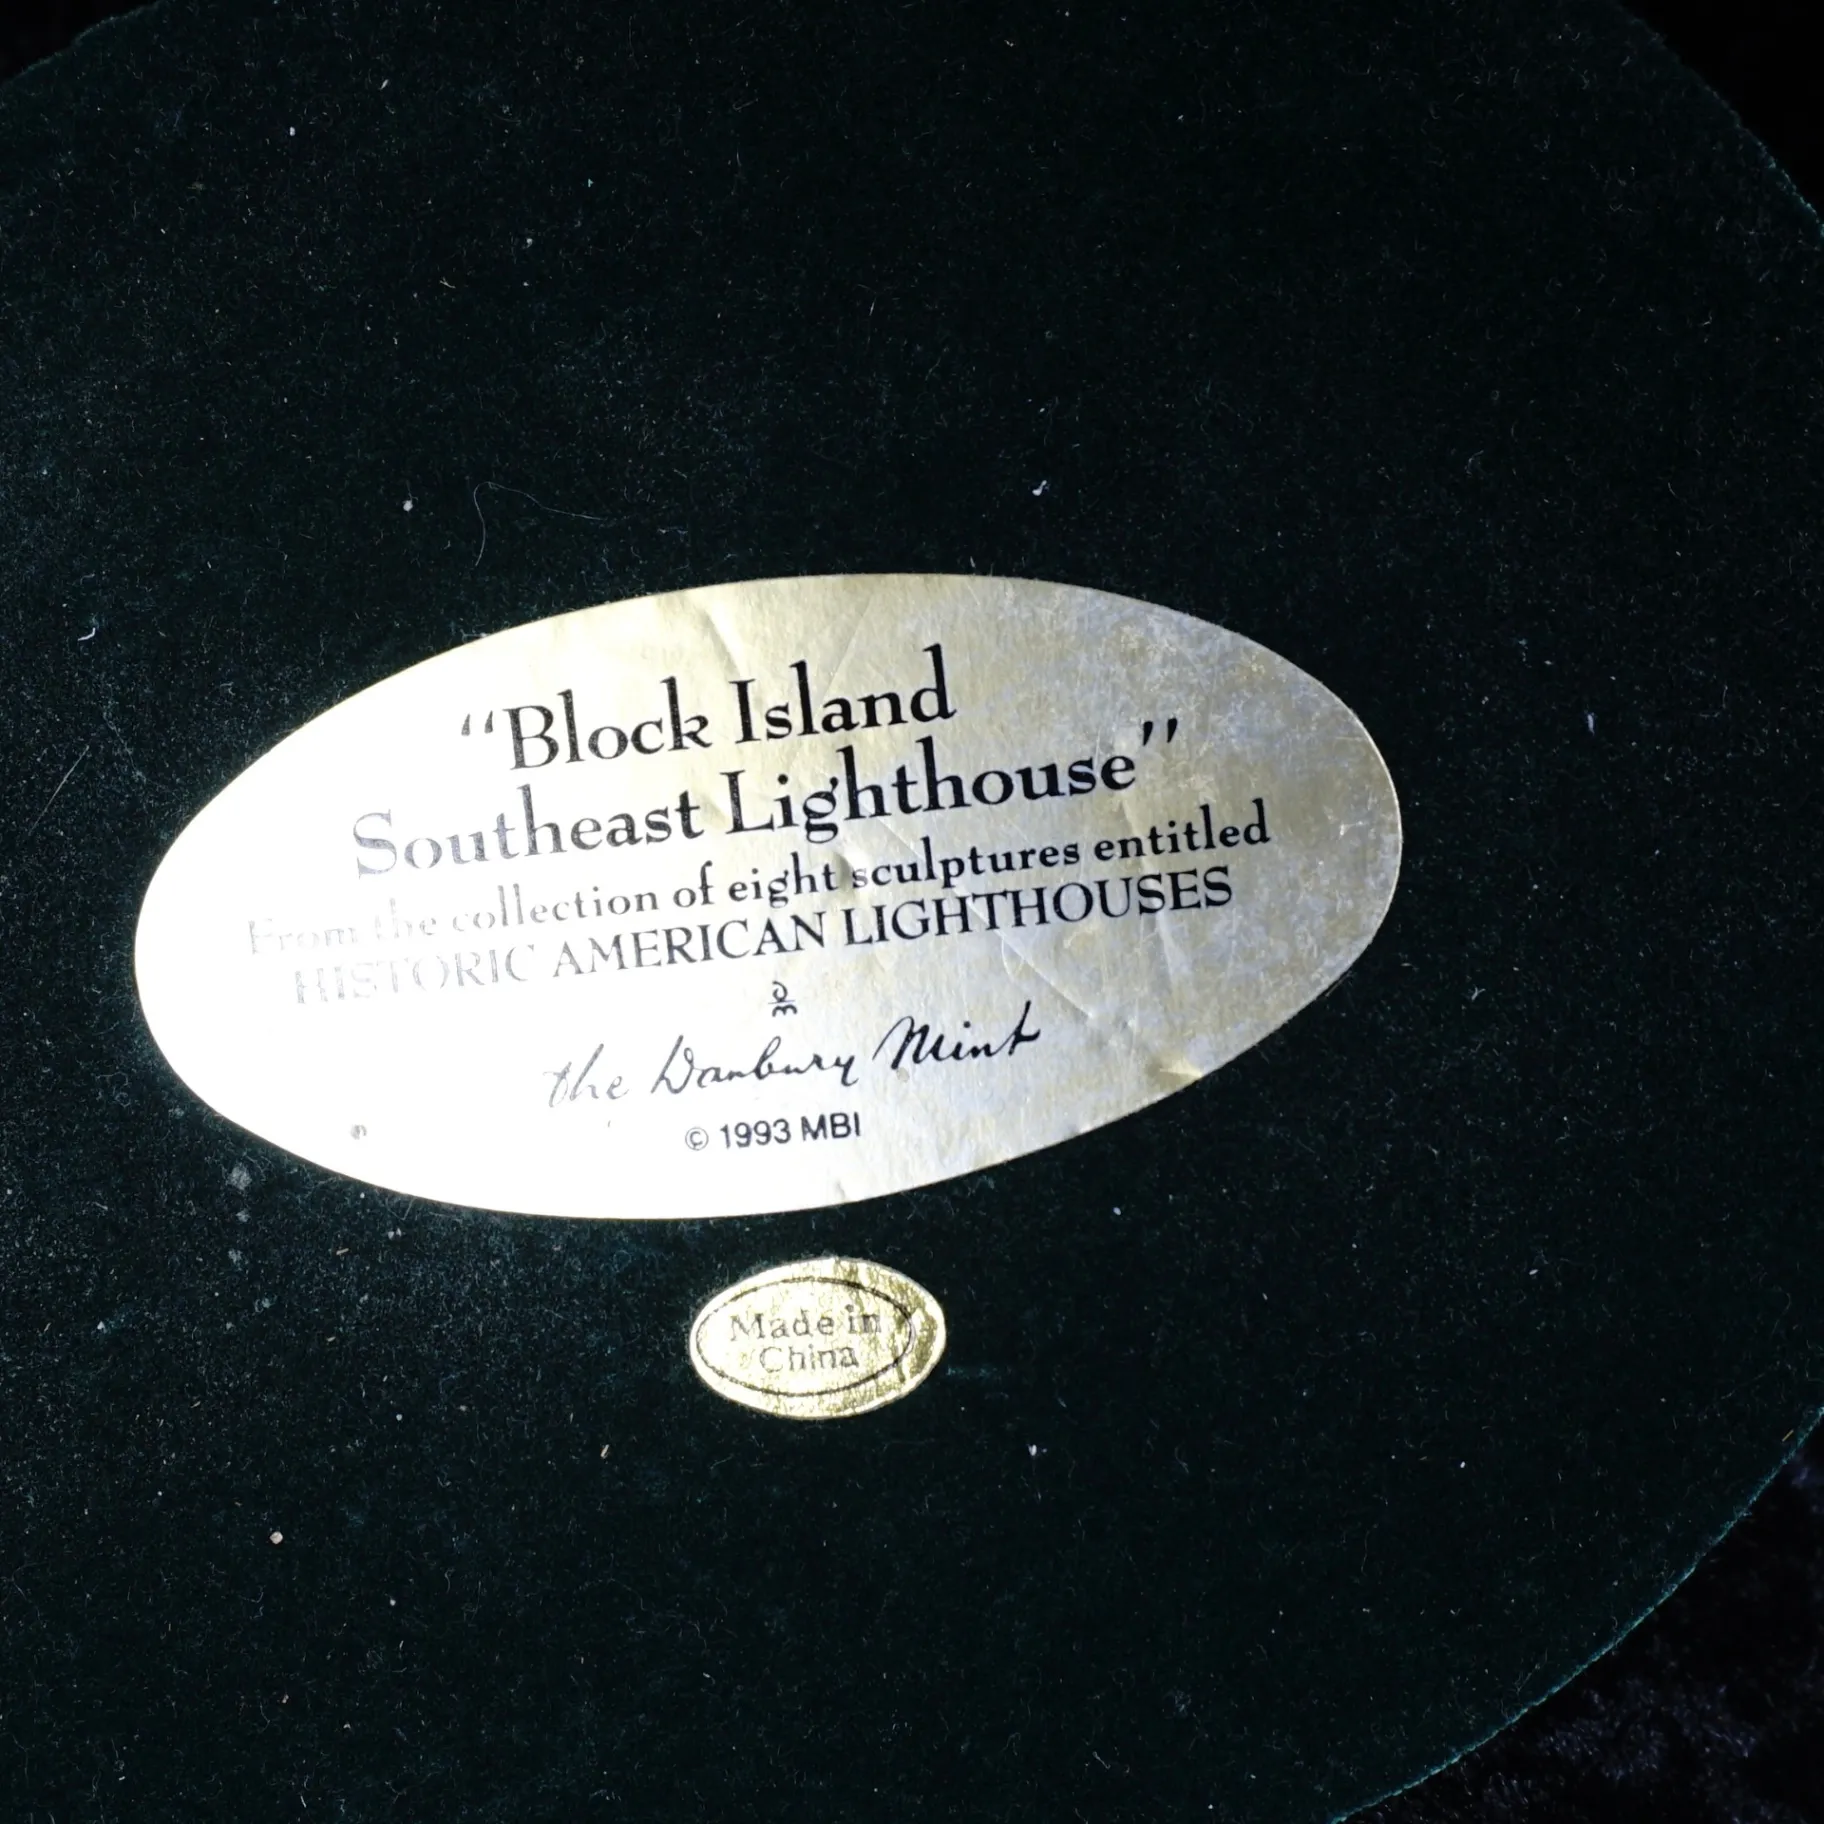 “Block Island
Southeast Lighthouse”
From the collection of eight sculptures entitled
HISTORIC AMERICAN LIGHTHOUSES
the Danbury Mint
© 1993 MBI
Made in
China